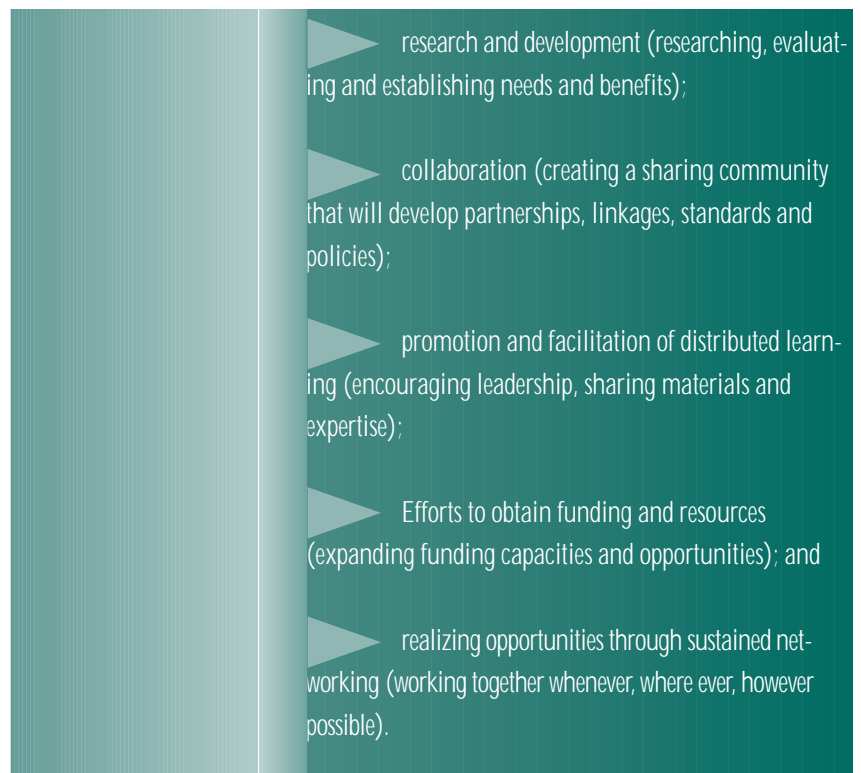 research and development (researching, evaluat-
ing and establishing needs and benefits);
collaboration (creating a sharing community
that will develop partnerships, linkages, standards and
policies);
promotion and facilitation of distributed learn-
ing (encouraging leadership, sharing materials and
expertise);
Efforts to obtain funding and resources
(expanding funding capacities and opportunities); and
realizing opportunities through sustained net-
working (working together whenever, where ever, however
possible).